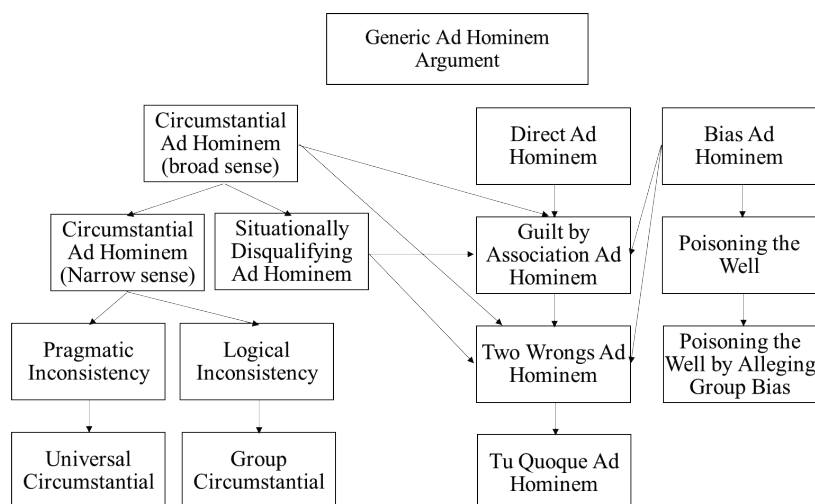 Generic Ad Hominem
Argument
Circumstantial
Ad Hominem
(broad sense)
Direct Ad
Hominem
Bias Ad
Hominem
Circumstantial
Ad Hominem
(Narrow sense)
Situationally
Disqualifying
Ad Hominem
Guilt by
Association Ad
Hominem
Poisoning the
Well
Pragmatic
Inconsistency
Logical
Inconsistency
Two Wrongs Ad
Hominem
Poisoning the
Well by Alleging
Group Bias
Universal
Circumstantial
Group
Circumstantial
Tu Quoque Ad
Hominem